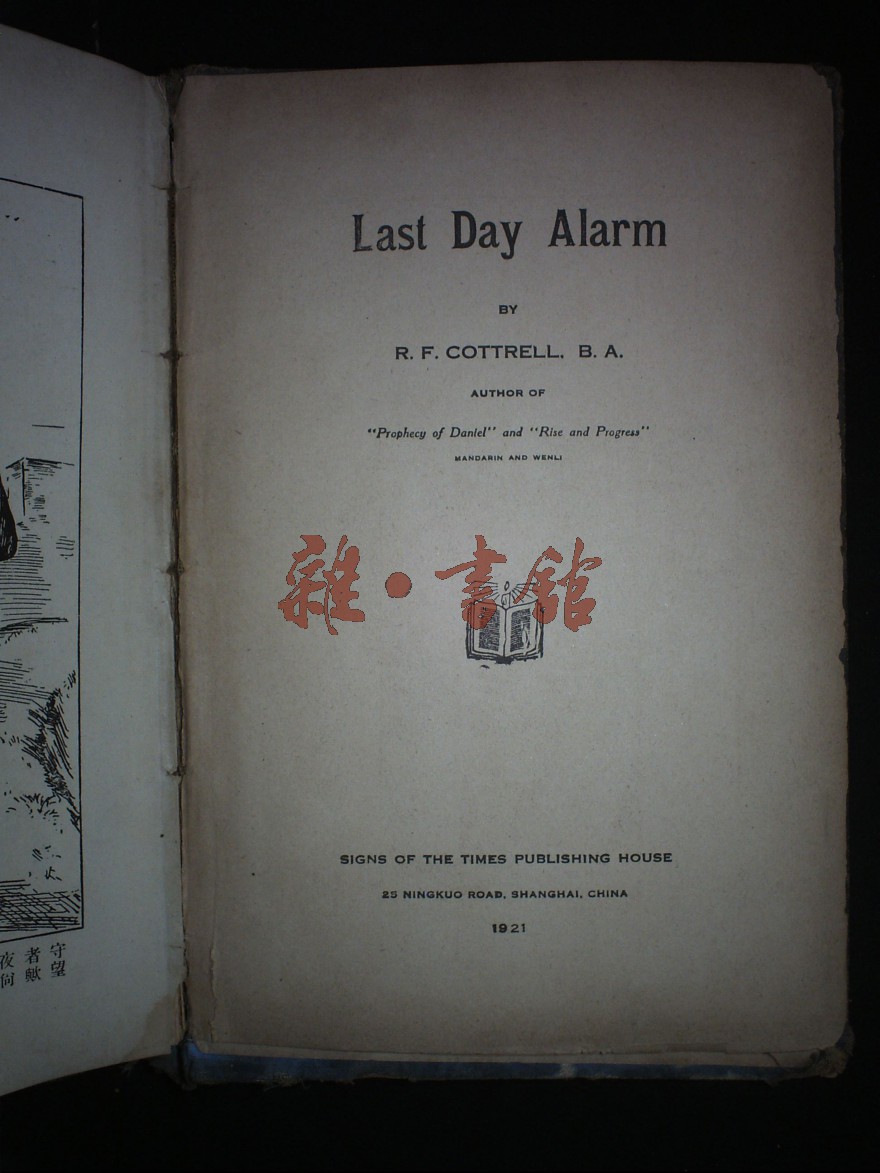 Last Day Alarm
BY
R. F. COTTRELL, B. A.
AUTHOR OF
"Prophecy of Daniel" and "Rise and Progress"
MANDARIN AND WENLI
雜·書館
SIGNS OF THE TIMES PUBLISHING HOUSE
25 NINGKUO ROAD, SHANGHAI, CHINA
1921
守望
者歟
夜何